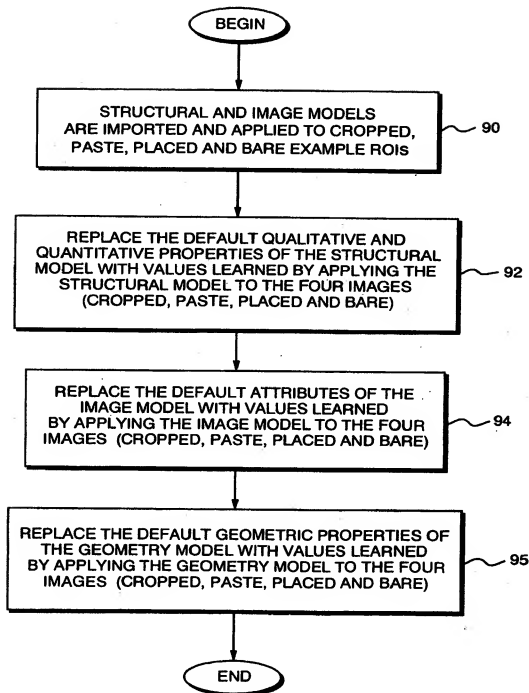 BEGIN
STRUCTURAL AND IMAGE MODELS
ARE IMPORTED AND APPLIED TO CROPPED,
PASTE, PLACED AND BARE EXAMPLE ROIs
90
REPLACE THE DEFAULT QUALITATIVE AND
QUANTITATIVE PROPERTIES OF THE STRUCTURAL
MODEL WITH VALUES LEARNED BY APPLYING THE
STRUCTURAL MODEL TO THE FOUR IMAGES
(CROPPED, PASTE, PLACED AND BARE)
92
REPLACE THE DEFAULT ATTRIBUTES OF THE
IMAGE MODEL WITH VALUES LEARNED
BY APPLYING THE IMAGE MODEL TO THE FOUR
IMAGES (CROPPED, PASTE, PLACED AND BARE)
94
REPLACE THE DEFAULT GEOMETRIC PROPERTIES OF
THE GEOMETRY MODEL WITH VALUES LEARNED
BY APPLYING THE GEOMETRY MODEL TO THE FOUR
IMAGES (CROPPED, PASTE, PLACED AND BARE)
95
END